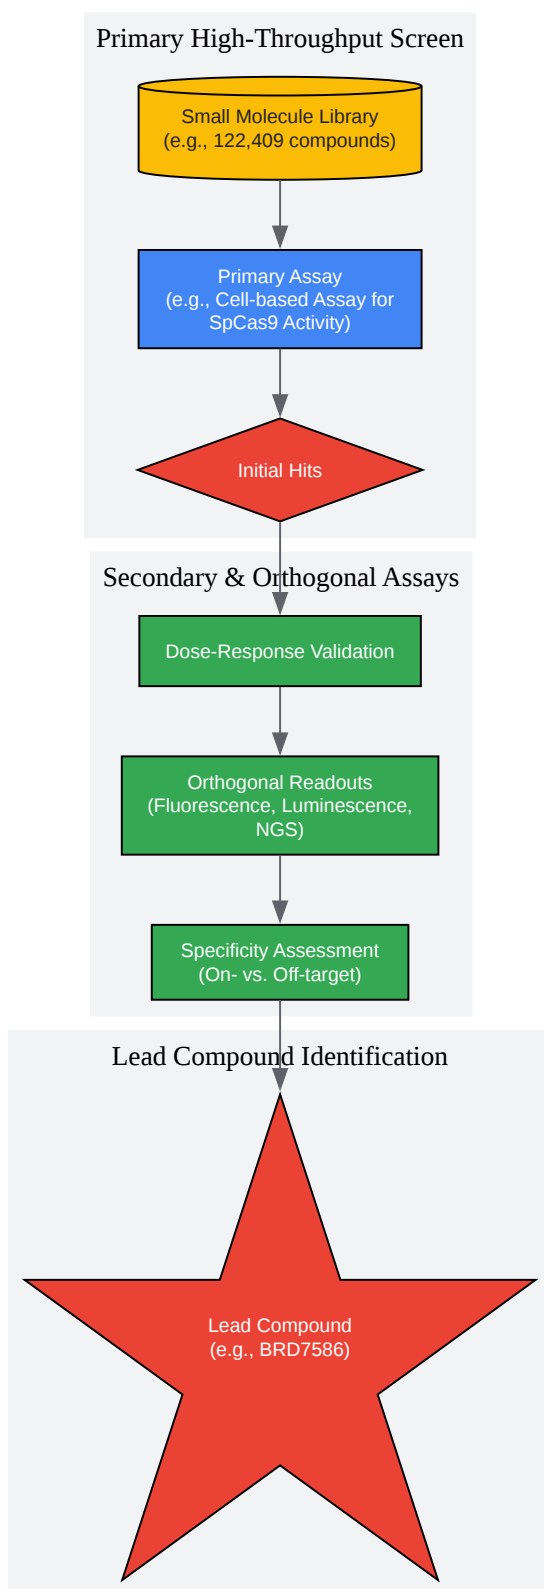 Primary High-Throughput Screen
Small Molecule Library
(e.g., 122,409 compounds)
Primary Assay
(e.g., Cell-based Assay for
SpCas9 Activity)
Initial Hits
Secondary & Orthogonal Assays
Dose-Response Validation
Orthogonal Readouts
(Fluorescence, Luminescence,
NGS)
Specificity Assessment
(On- vs. Off-target)
Lead Compound Identification
Lead Compound
(e.g., BRD7586)